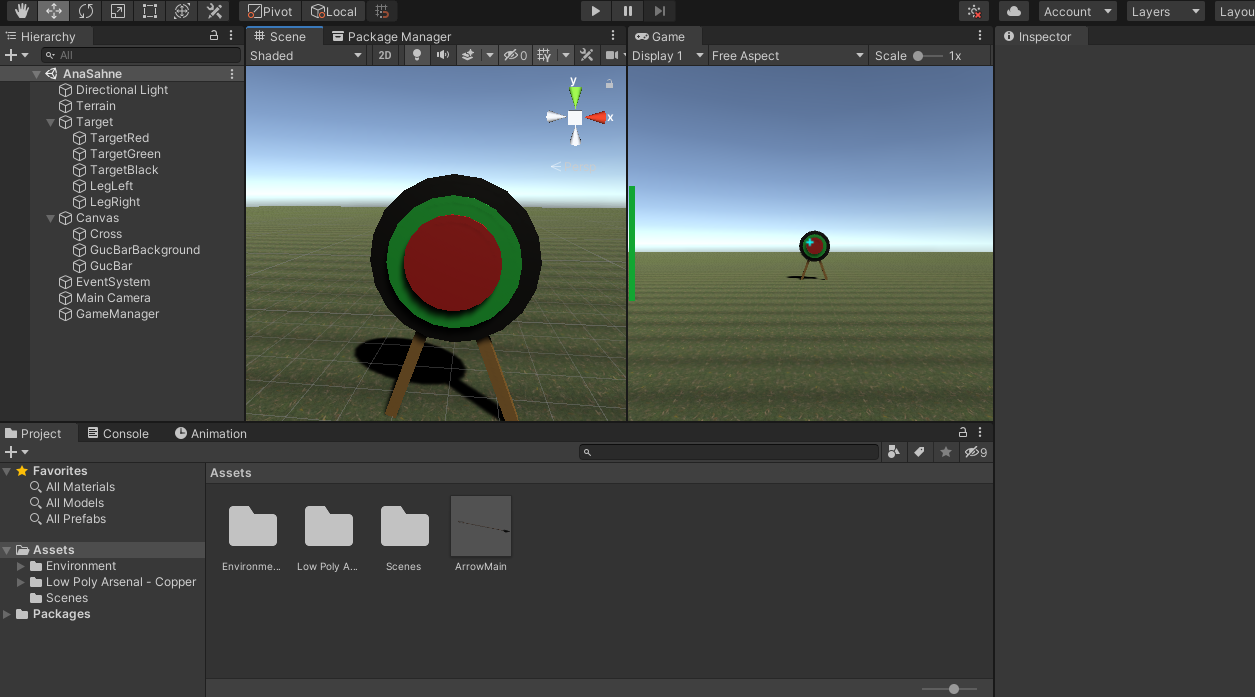 Pivot Local Account Layers Layou
Hierarchy
All
AnaSahne
Directional Light
Terrain
Target
TargetRed
TargetGreen
TargetBlack
LegLeft
LegRight
Canvas
Cross
GucBarBackground
GucBar
EventSystem
Main Camera
GameManager
Scene Package Manager
Shaded 2D 0
y
x
Game
Display 1 Free Aspect Scale 1x
Inspector
Project Console Animation
9
Favorites
All Materials
All Models
All Prefabs
Assets
Environment
Low Poly Arsenal - Copper
Scenes
Packages
Assets
Environme... Low Poly A... Scenes ArrowMain